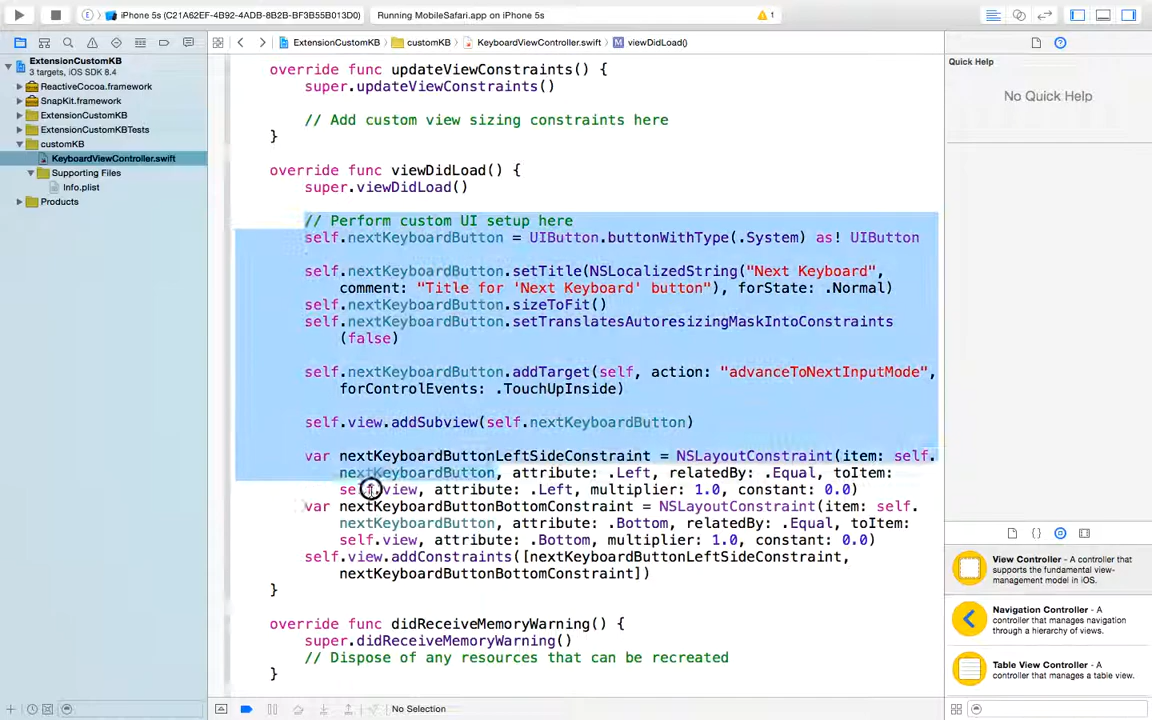 iPhone 5s (C21A62EF-4B92-4ADB-8B2B-BF3B55B013D0)
Running MobileSafari.app on iPhone 5s
1
ExtensionCustomKB
customKB
KeyboardViewController.swift
M viewDidLoad()
ExtensionCustomKB
3 targets, iOS SDK 8.4
ReactiveCocoa.framework
SnapKit.framework
ExtensionCustomKB
ExtensionCustomKBTests
customKB
KeyboardViewController.swift
Supporting Files
Info.plist
Products
override func updateViewConstraints() {
super.updateViewConstraints()
// Add custom view sizing constraints here
}
override func viewDidLoad() {
super.viewDidLoad()
// Perform custom UI setup here
self.nextKeyboardButton = UIButton.buttonWithType(.System) as! UIButton
self.nextKeyboardButton.setTitle(NSLocalizedString("Next Keyboard",
comment: "Title for 'Next Keyboard' button"), forState: .Normal)
self.nextKeyboardButton.sizeToFit()
self.nextKeyboardButton.setTranslatesAutoresizingMaskIntoConstraints
(false)
self.nextKeyboardButton.addTarget(self, action: "advanceToNextInputMode",
forControlEvents: .TouchUpInside)
self.view.addSubview(self.nextKeyboardButton)
var nextKeyboardButtonLeftSideConstraint = NSLayoutConstraint(item: self.
nextKeyboardButton, attribute: .Left, relatedBy: .Equal, toItem:
self.view, attribute: .Left, multiplier: 1.0, constant: 0.0)
var nextKeyboardButtonBottomConstraint = NSLayoutConstraint(item: self.
nextKeyboardButton, attribute: .Bottom, relatedBy: .Equal, toItem:
self.view, attribute: .Bottom, multiplier: 1.0, constant: 0.0)
self.view.addConstraints([nextKeyboardButtonLeftSideConstraint,
nextKeyboardButtonBottomConstraint])
}
override func didReceiveMemoryWarning() {
super.didReceiveMemoryWarning()
// Dispose of any resources that can be recreated
}
No Selection
Quick Help
No Quick Help
{ }
View Controller - A
controller that supports the
fundamental view-
management model in iOS.
Navigation Controller - A
controller that manages navigation
through a hierarchy of views.
Table View Controller - A
controller that manages a table view.